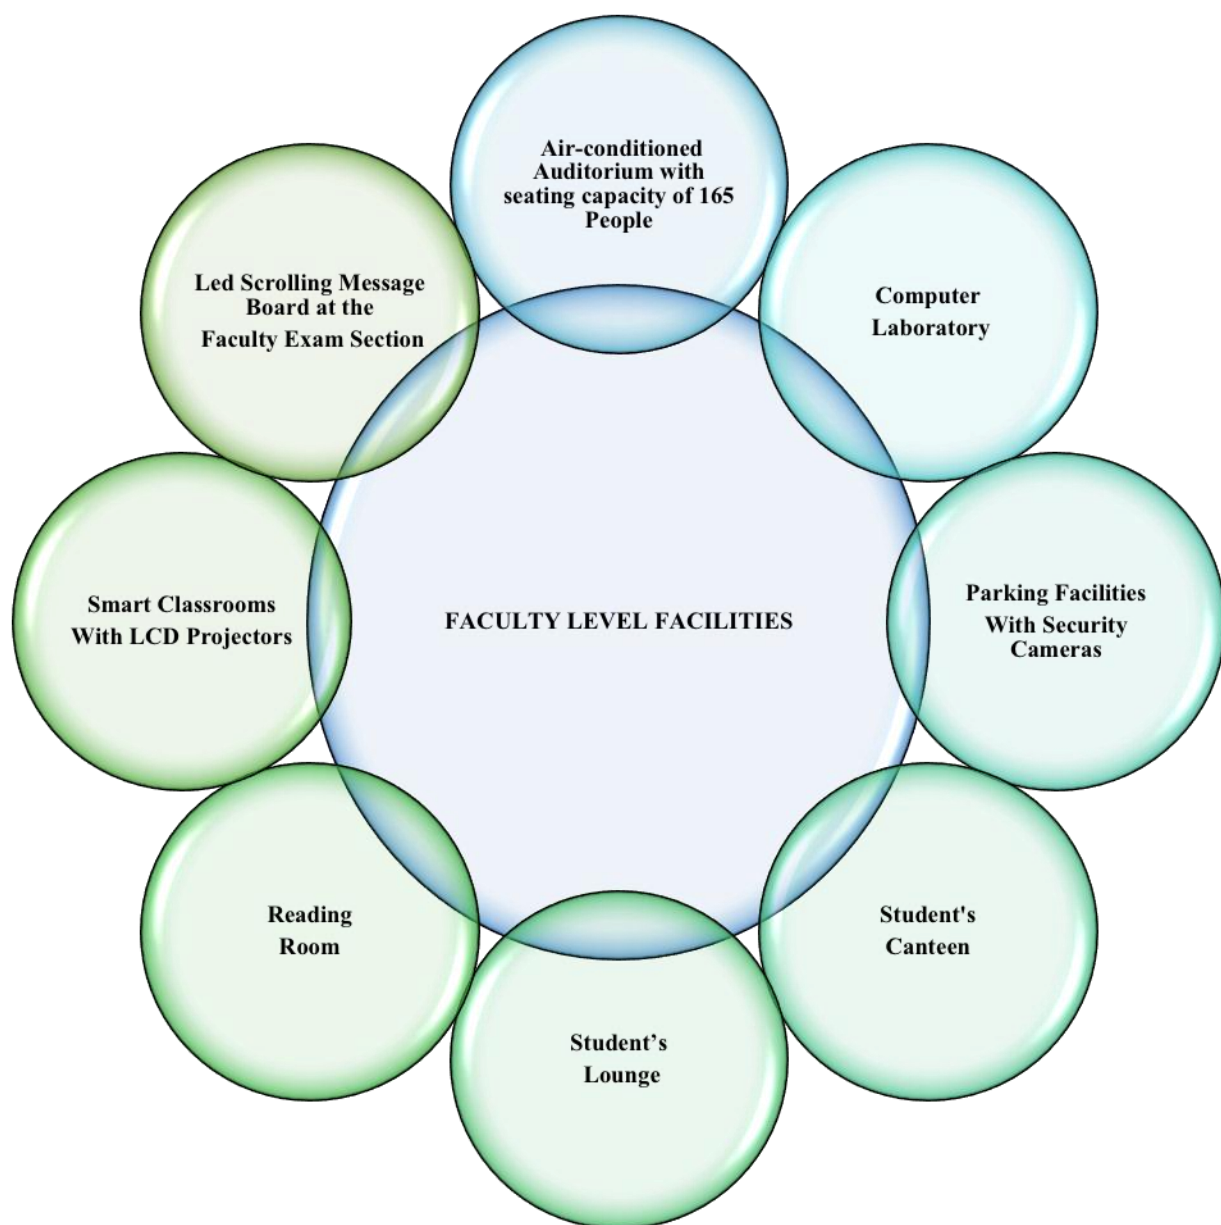 Air-conditioned
Auditorium with
seating capacity of 165
People
Computer
Laboratory
Parking Facilities
With Security
Cameras
Student's
Canteen
Student’s
Lounge
Reading
Room
Smart Classrooms
With LCD Projectors
Led Scrolling Message
Board at the
Faculty Exam Section
FACULTY LEVEL FACILITIES